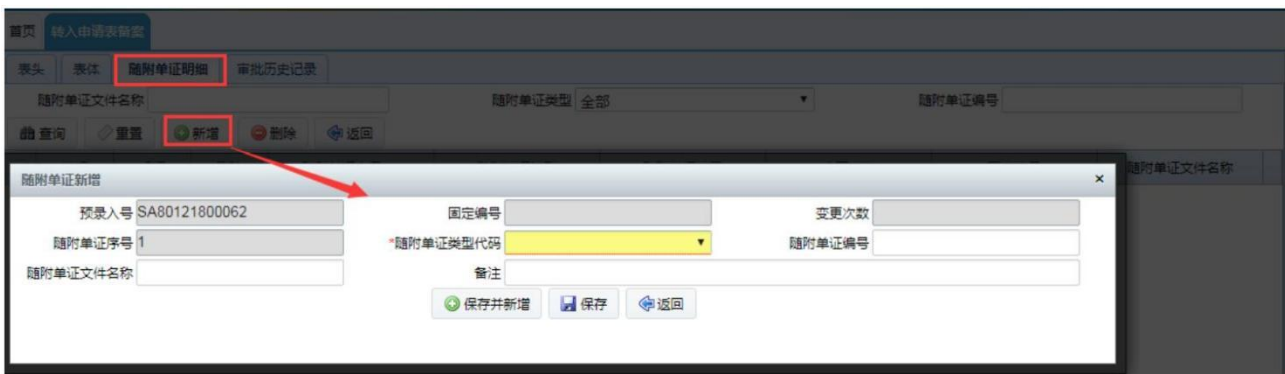 首页 转入申请表备案
表头 表体 随附单证明细 审批历史记录
随附单证文件名称 随附单证类型 全部 随附单证编号
查询 重置 新增 删除 返回
随附单证文件名称
随附单证新增 ×
预录入号 SA80121800062 固定编号 变更次数
随附单证序号 1 *随附单证类型代码 随附单证编号
随附单证文件名称 备注
保存并新增 保存 返回